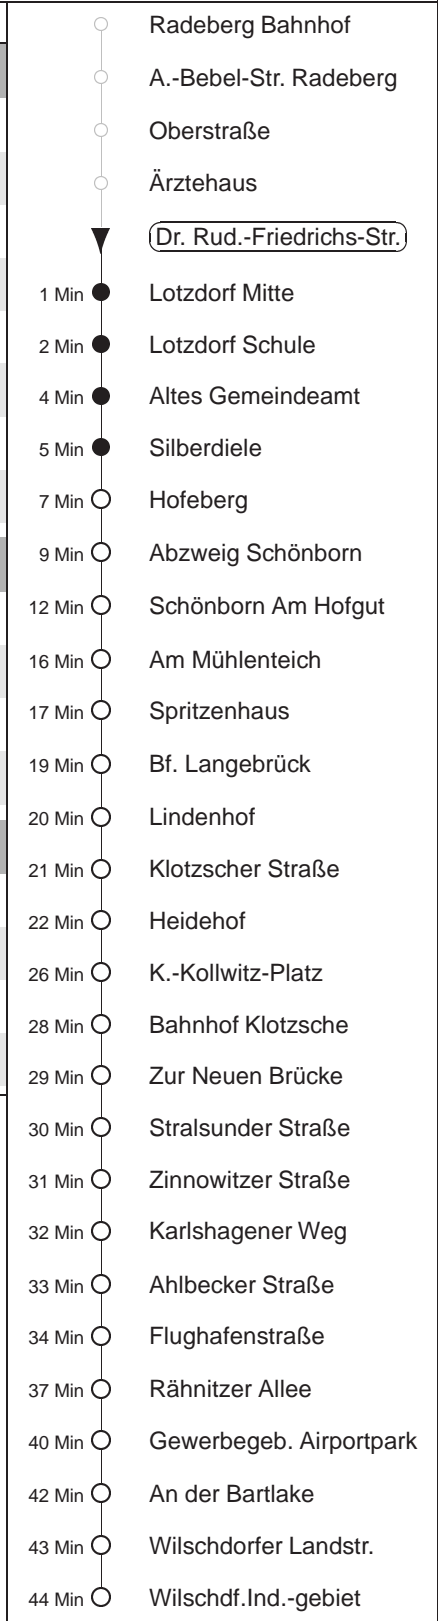 Radeberg Bahnhof
A.-Bebel-Str. Radeberg
Oberstraße
Ärztehaus
Dr. Rud.-Friedrichs-Str.
1 Min Lotzdorf Mitte
2 Min Lotzdorf Schule
4 Min Altes Gemeindeamt
5 Min Silberdiele
7 Min Hofeberg
9 Min Abzweig Schönborn
12 Min Schönborn Am Hofgut
16 Min Am Mühlenteich
17 Min Spritzenhaus
19 Min Bf. Langebrück
20 Min Lindenhof
21 Min Klotzscher Straße
22 Min Heidehof
26 Min K.-Kollwitz-Platz
28 Min Bahnhof Klotzsche
29 Min Zur Neuen Brücke
30 Min Stralsunder Straße
31 Min Zinnowitzer Straße
32 Min Karlshagener Weg
33 Min Ahlbecker Straße
34 Min Flughafenstraße
37 Min Rähnitzer Allee
40 Min Gewerbegeb. Airportpark
42 Min An der Bartlake
43 Min Wilschdorfer Landstr.
44 Min Wilschdf.Ind.-gebiet